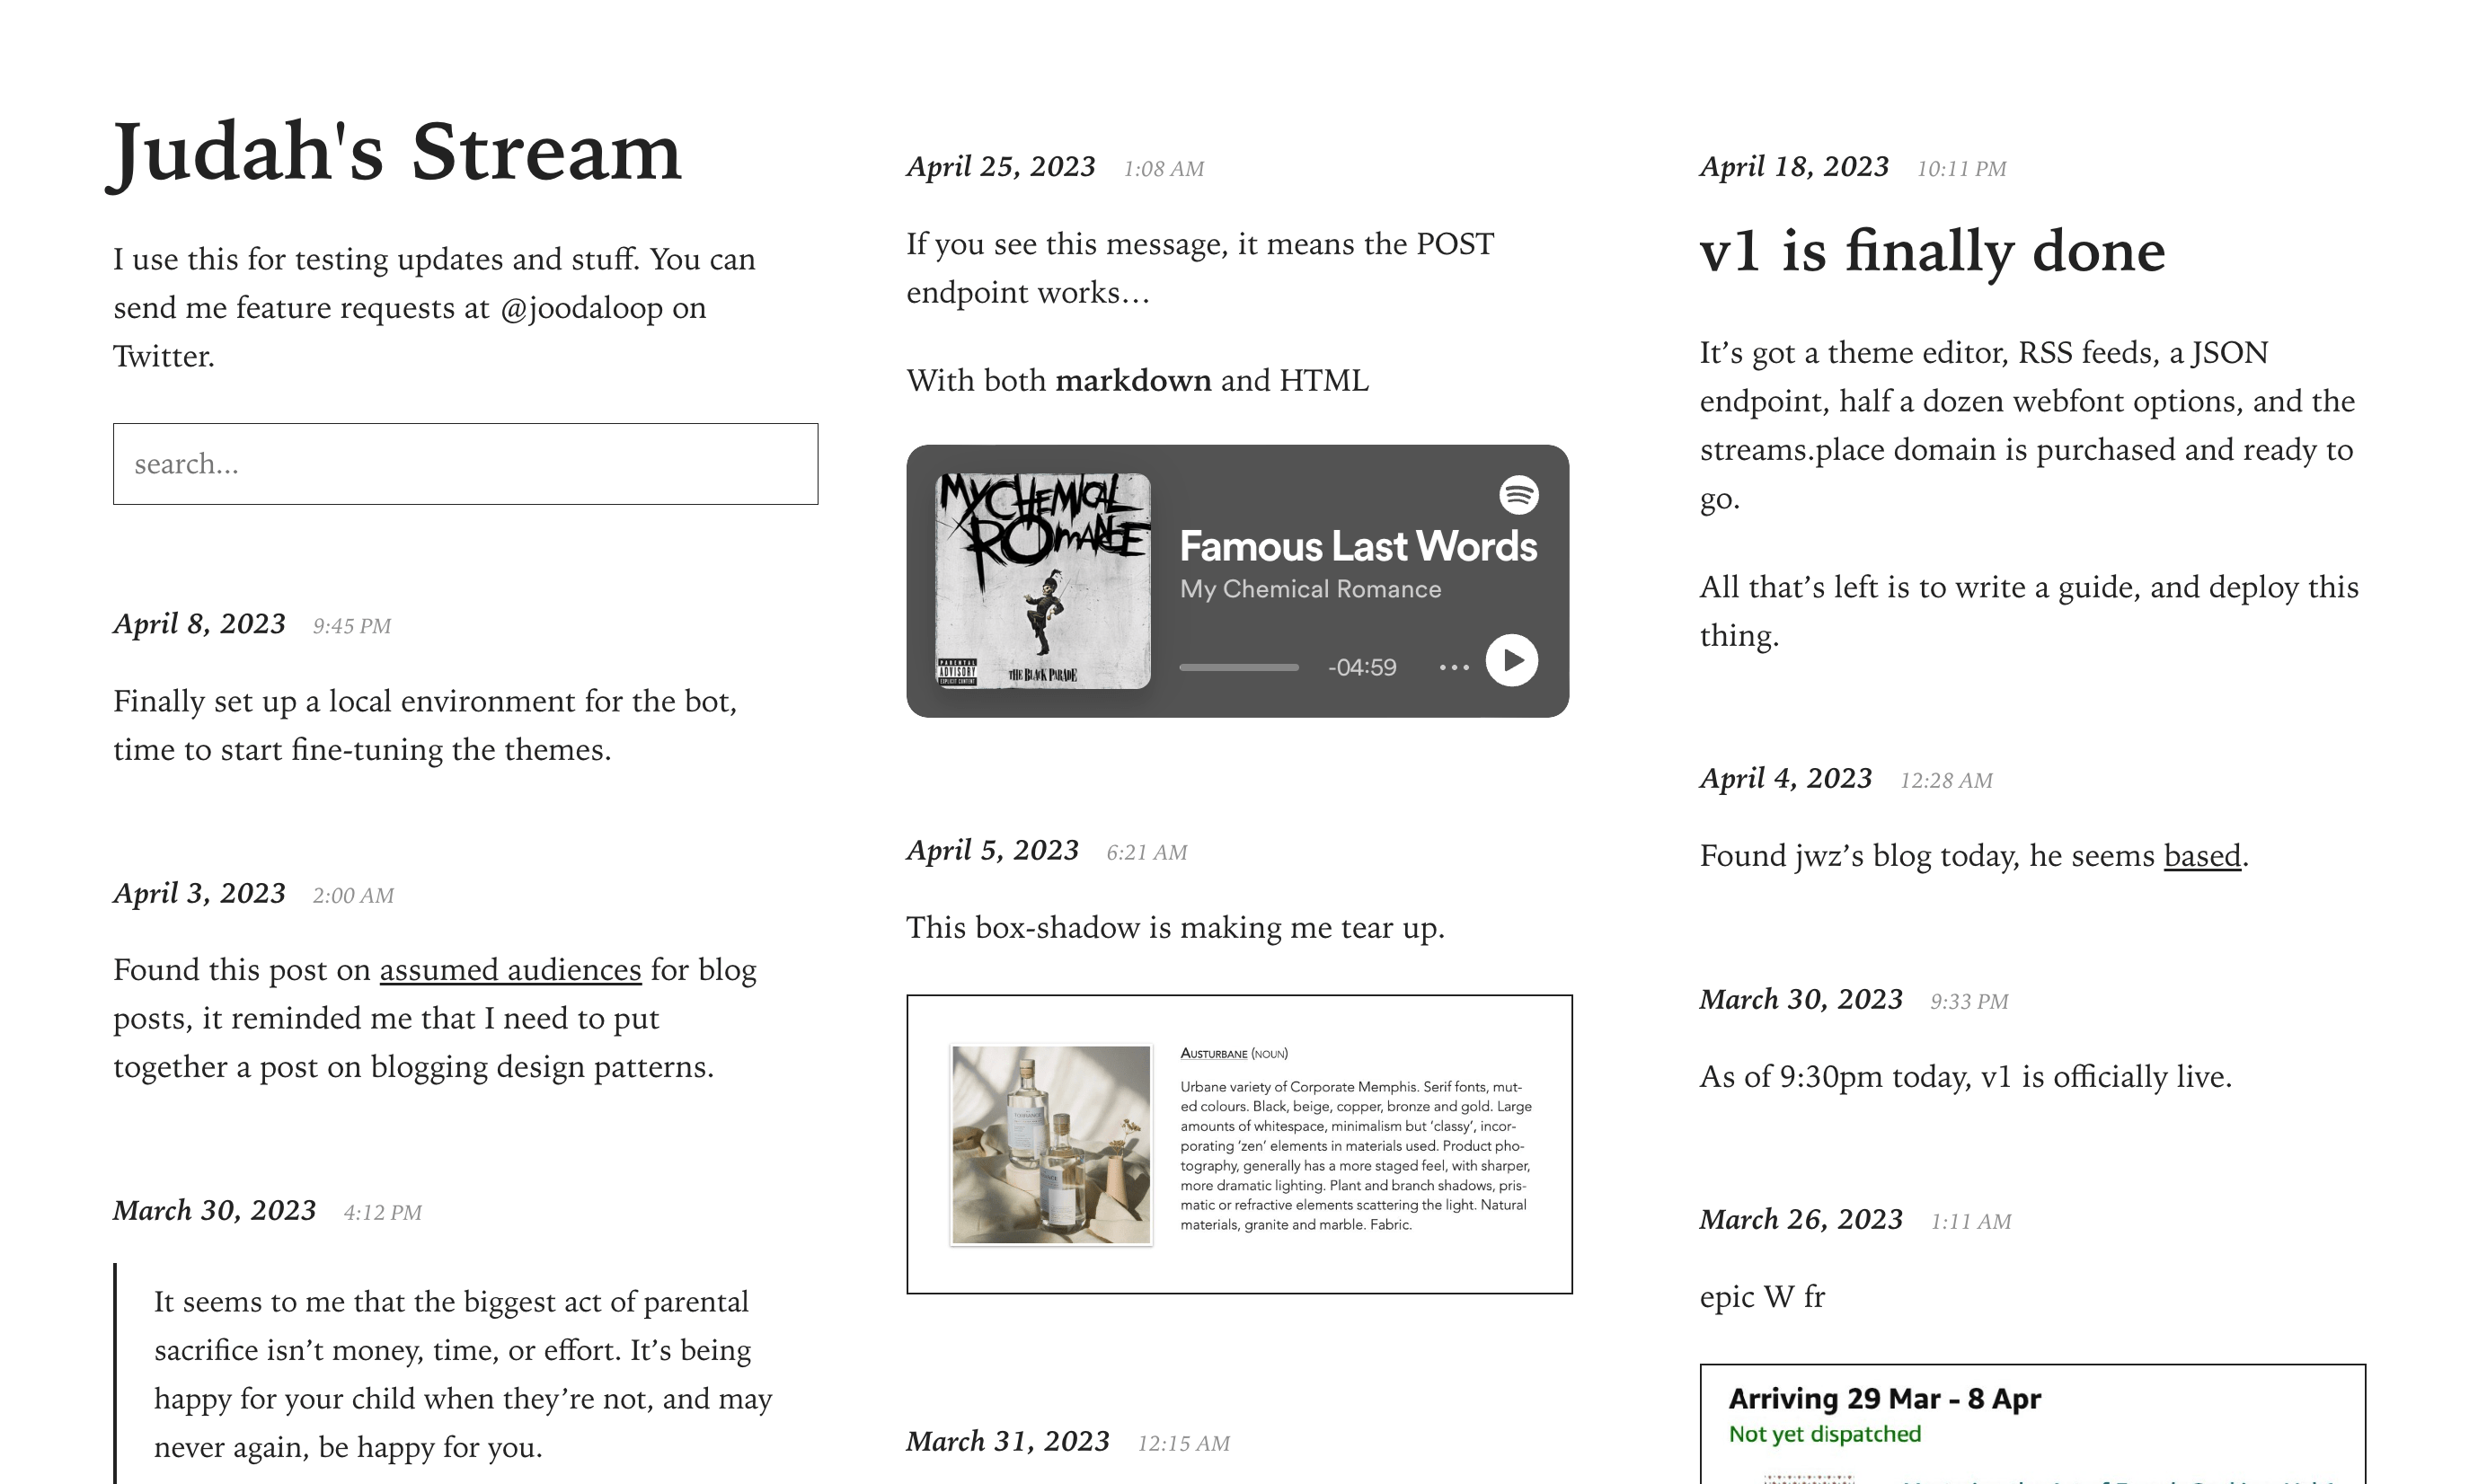 Judah's Stream
I use this for testing updates and stuff. You can
send me feature requests at @joodaloop on
Twitter.
search...
April 8, 2023 9:45 PM
Finally set up a local environment for the bot,
time to start fine-tuning the themes.
April 3, 2023 2:00 AM
Found this post on assumed audiences for blog
posts, it reminded me that I need to put
together a post on blogging design patterns.
March 30, 2023 4:12 PM
It seems to me that the biggest act of parental
sacrifice isn’t money, time, or effort. It’s being
happy for your child when they’re not, and may
never again, be happy for you.
April 25, 2023 1:08 AM
If you see this message, it means the POST
endpoint works…
With both markdown and HTML
MY CHEMICAL
ROMANCE
PARENTAL
ADVISORY
EXPLICIT CONTENT
THE BLACK PARADE
Famous Last Words
My Chemical Romance
-04:59
April 5, 2023 6:21 AM
This box-shadow is making me tear up.
Austurbane (noun)
Urbane variety of Corporate Memphis. Serif fonts, mut-
ed colours. Black, beige, copper, bronze and gold. Large
amounts of whitespace, minimalism but ‘classy’, incor-
porating ‘zen’ elements in materials used. Product pho-
tography, generally has a more staged feel, with sharper,
more dramatic lighting. Plant and branch shadows, pris-
matic or refractive elements scattering the light. Natural
materials, granite and marble. Fabric.
March 31, 2023 12:15 AM
April 18, 2023 10:11 PM
v1 is finally done
It’s got a theme editor, RSS feeds, a JSON
endpoint, half a dozen webfont options, and the
streams.place domain is purchased and ready to
go.
All that’s left is to write a guide, and deploy this
thing.
April 4, 2023 12:28 AM
Found jwz’s blog today, he seems based.
March 30, 2023 9:33 PM
As of 9:30pm today, v1 is officially live.
March 26, 2023 1:11 AM
epic W fr
Arriving 29 Mar - 8 Apr
Not yet dispatched